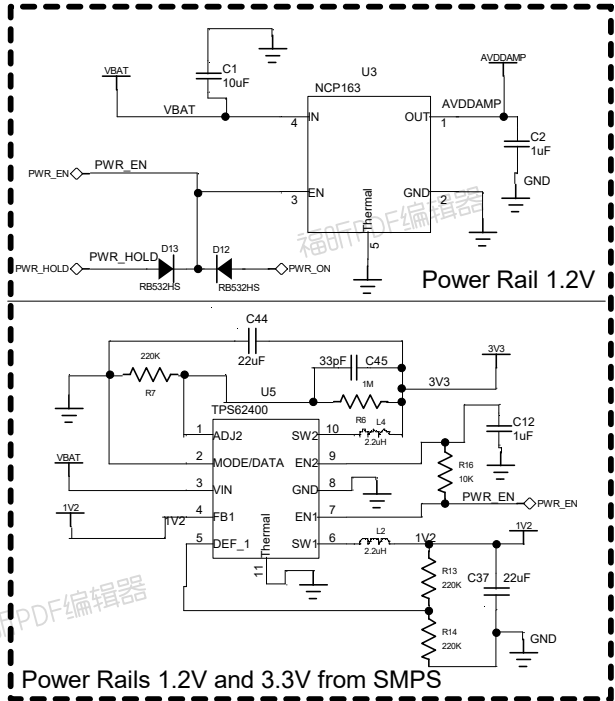 U3
NCP163
VBAT
C1
10uF
AVDDAMP
VBAT
4
IN
OUT
1
AVDDAMP
C2
1uF
GND
PWR_EN
PWR_EN
3
EN
GND
2
Thermal
5
福昕PDF编辑器
PWR_HOLD
PWR_HOLD
D13
RB532HS
D12
RB532HS
PWR_ON
Power Rail 1.2V
C44
22uF
220K
R7
33pF
C45
1M
R6
3V3
3V3
U5
TPS62400
1
ADJ2
SW2
10
L4
2.2uH
2
MODE/DATA
EN2
9
C12
1uF
R16
10K
VBAT
3
VIN
GND
8
1V2
1V2
4
FB1
EN1
7
PWR_EN
PWR_EN
5
DEF_1
SW1
6
L2
2.2uH
1V2
1V2
Thermal
11
R13
220K
C37
22uF
R14
220K
GND
PDF编辑器
Power Rails 1.2V and 3.3V from SMPS